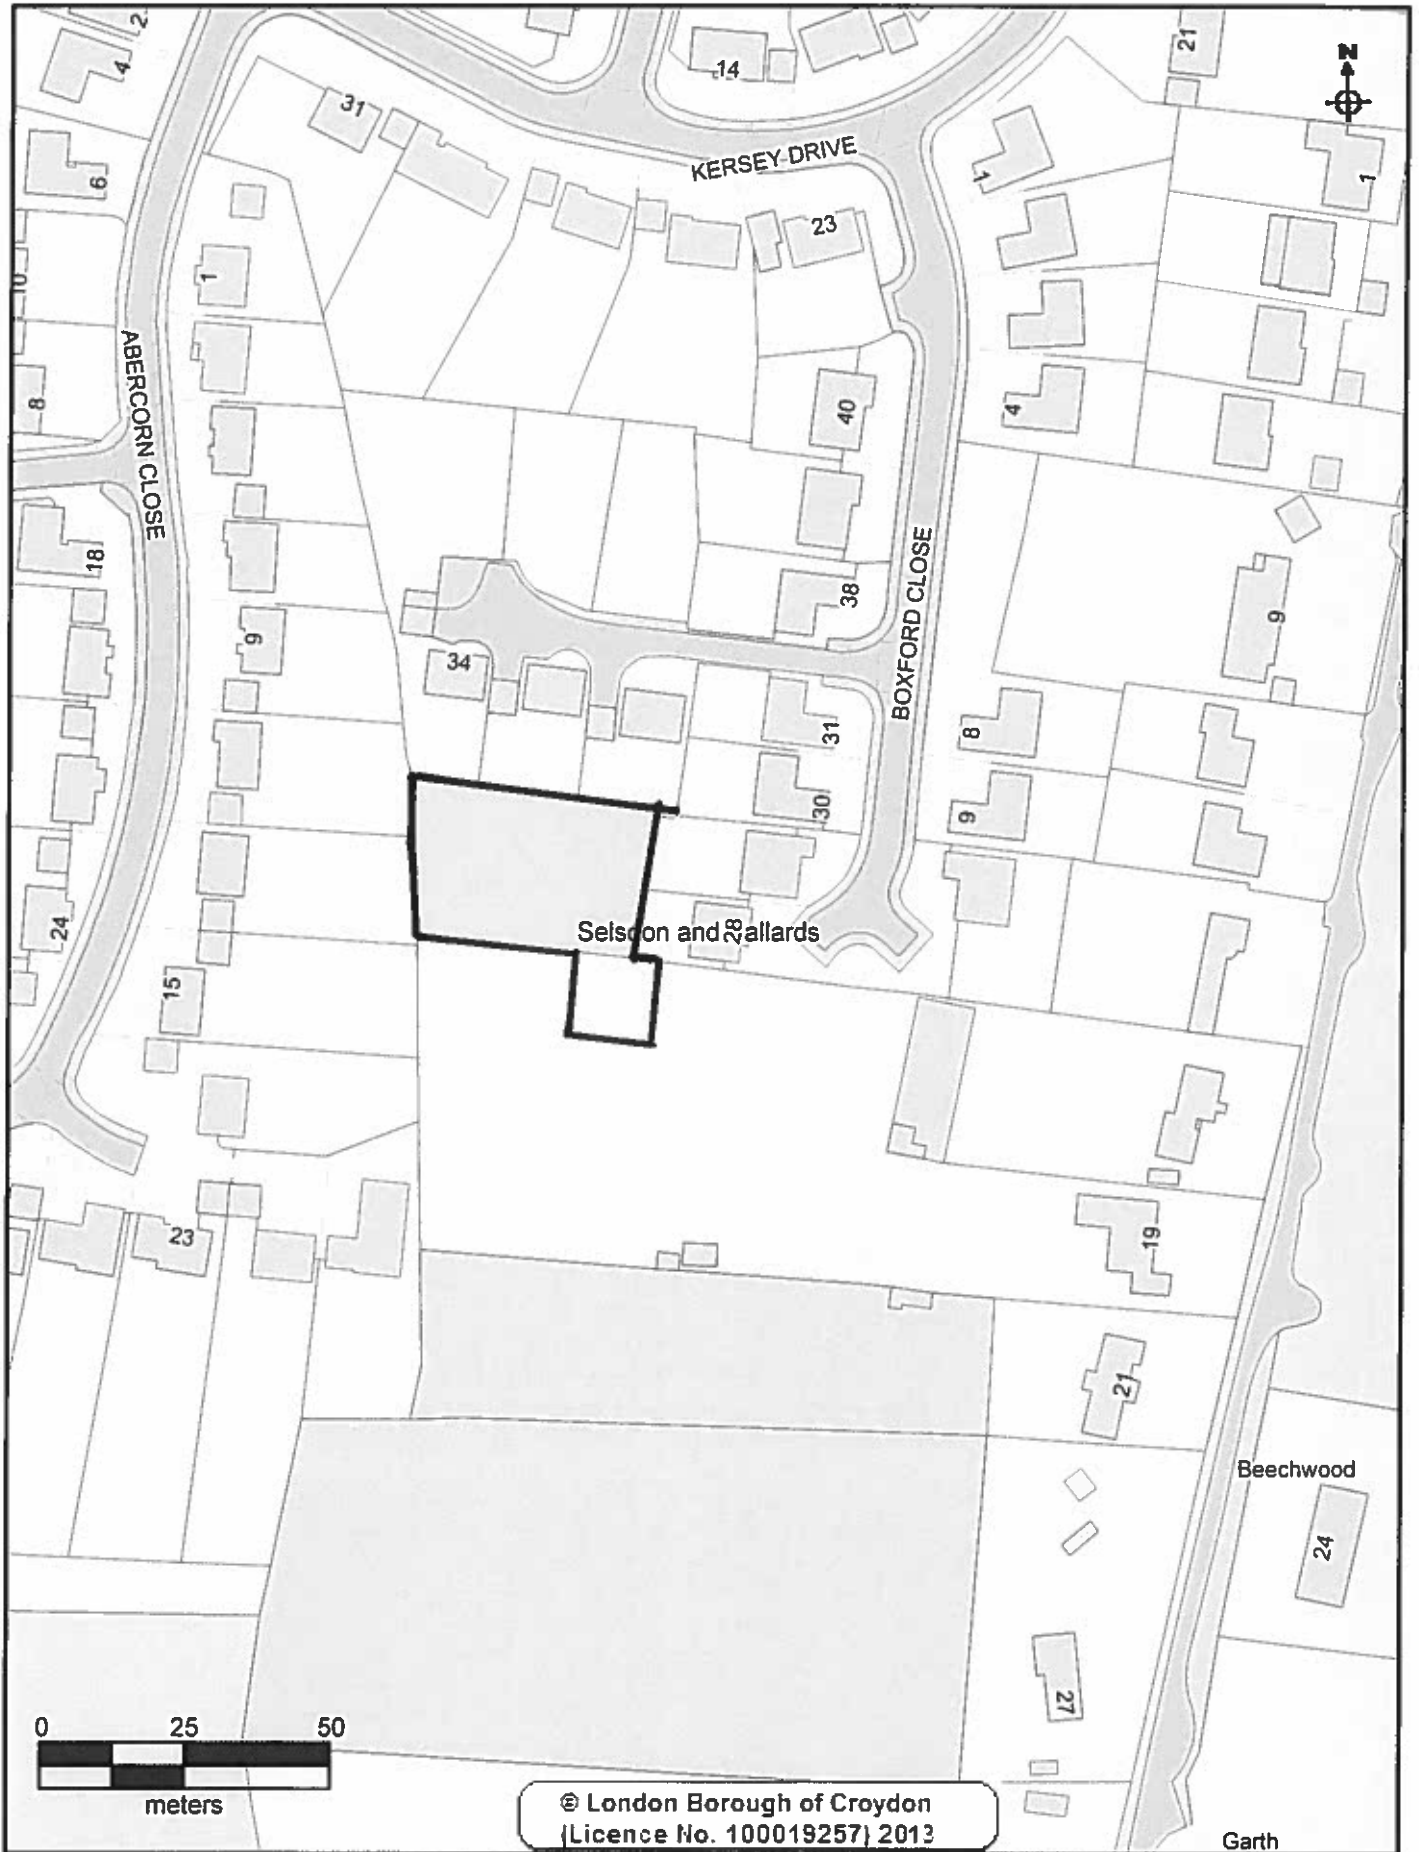 2
4
14
21
N
31
KERSEY DRIVE
1
1
6
23
10
1
ABERCORN CLOSE
8
40
4
18
BOXFORD CLOSE
38
9
9
34
31
8
30
9
24
28
Selsdon and Ballards
15
23
19
21
Beechwood
24
27
0 25 50
meters
© London Borough of Croydon
(Licence No. 100019257) 2013
Garth